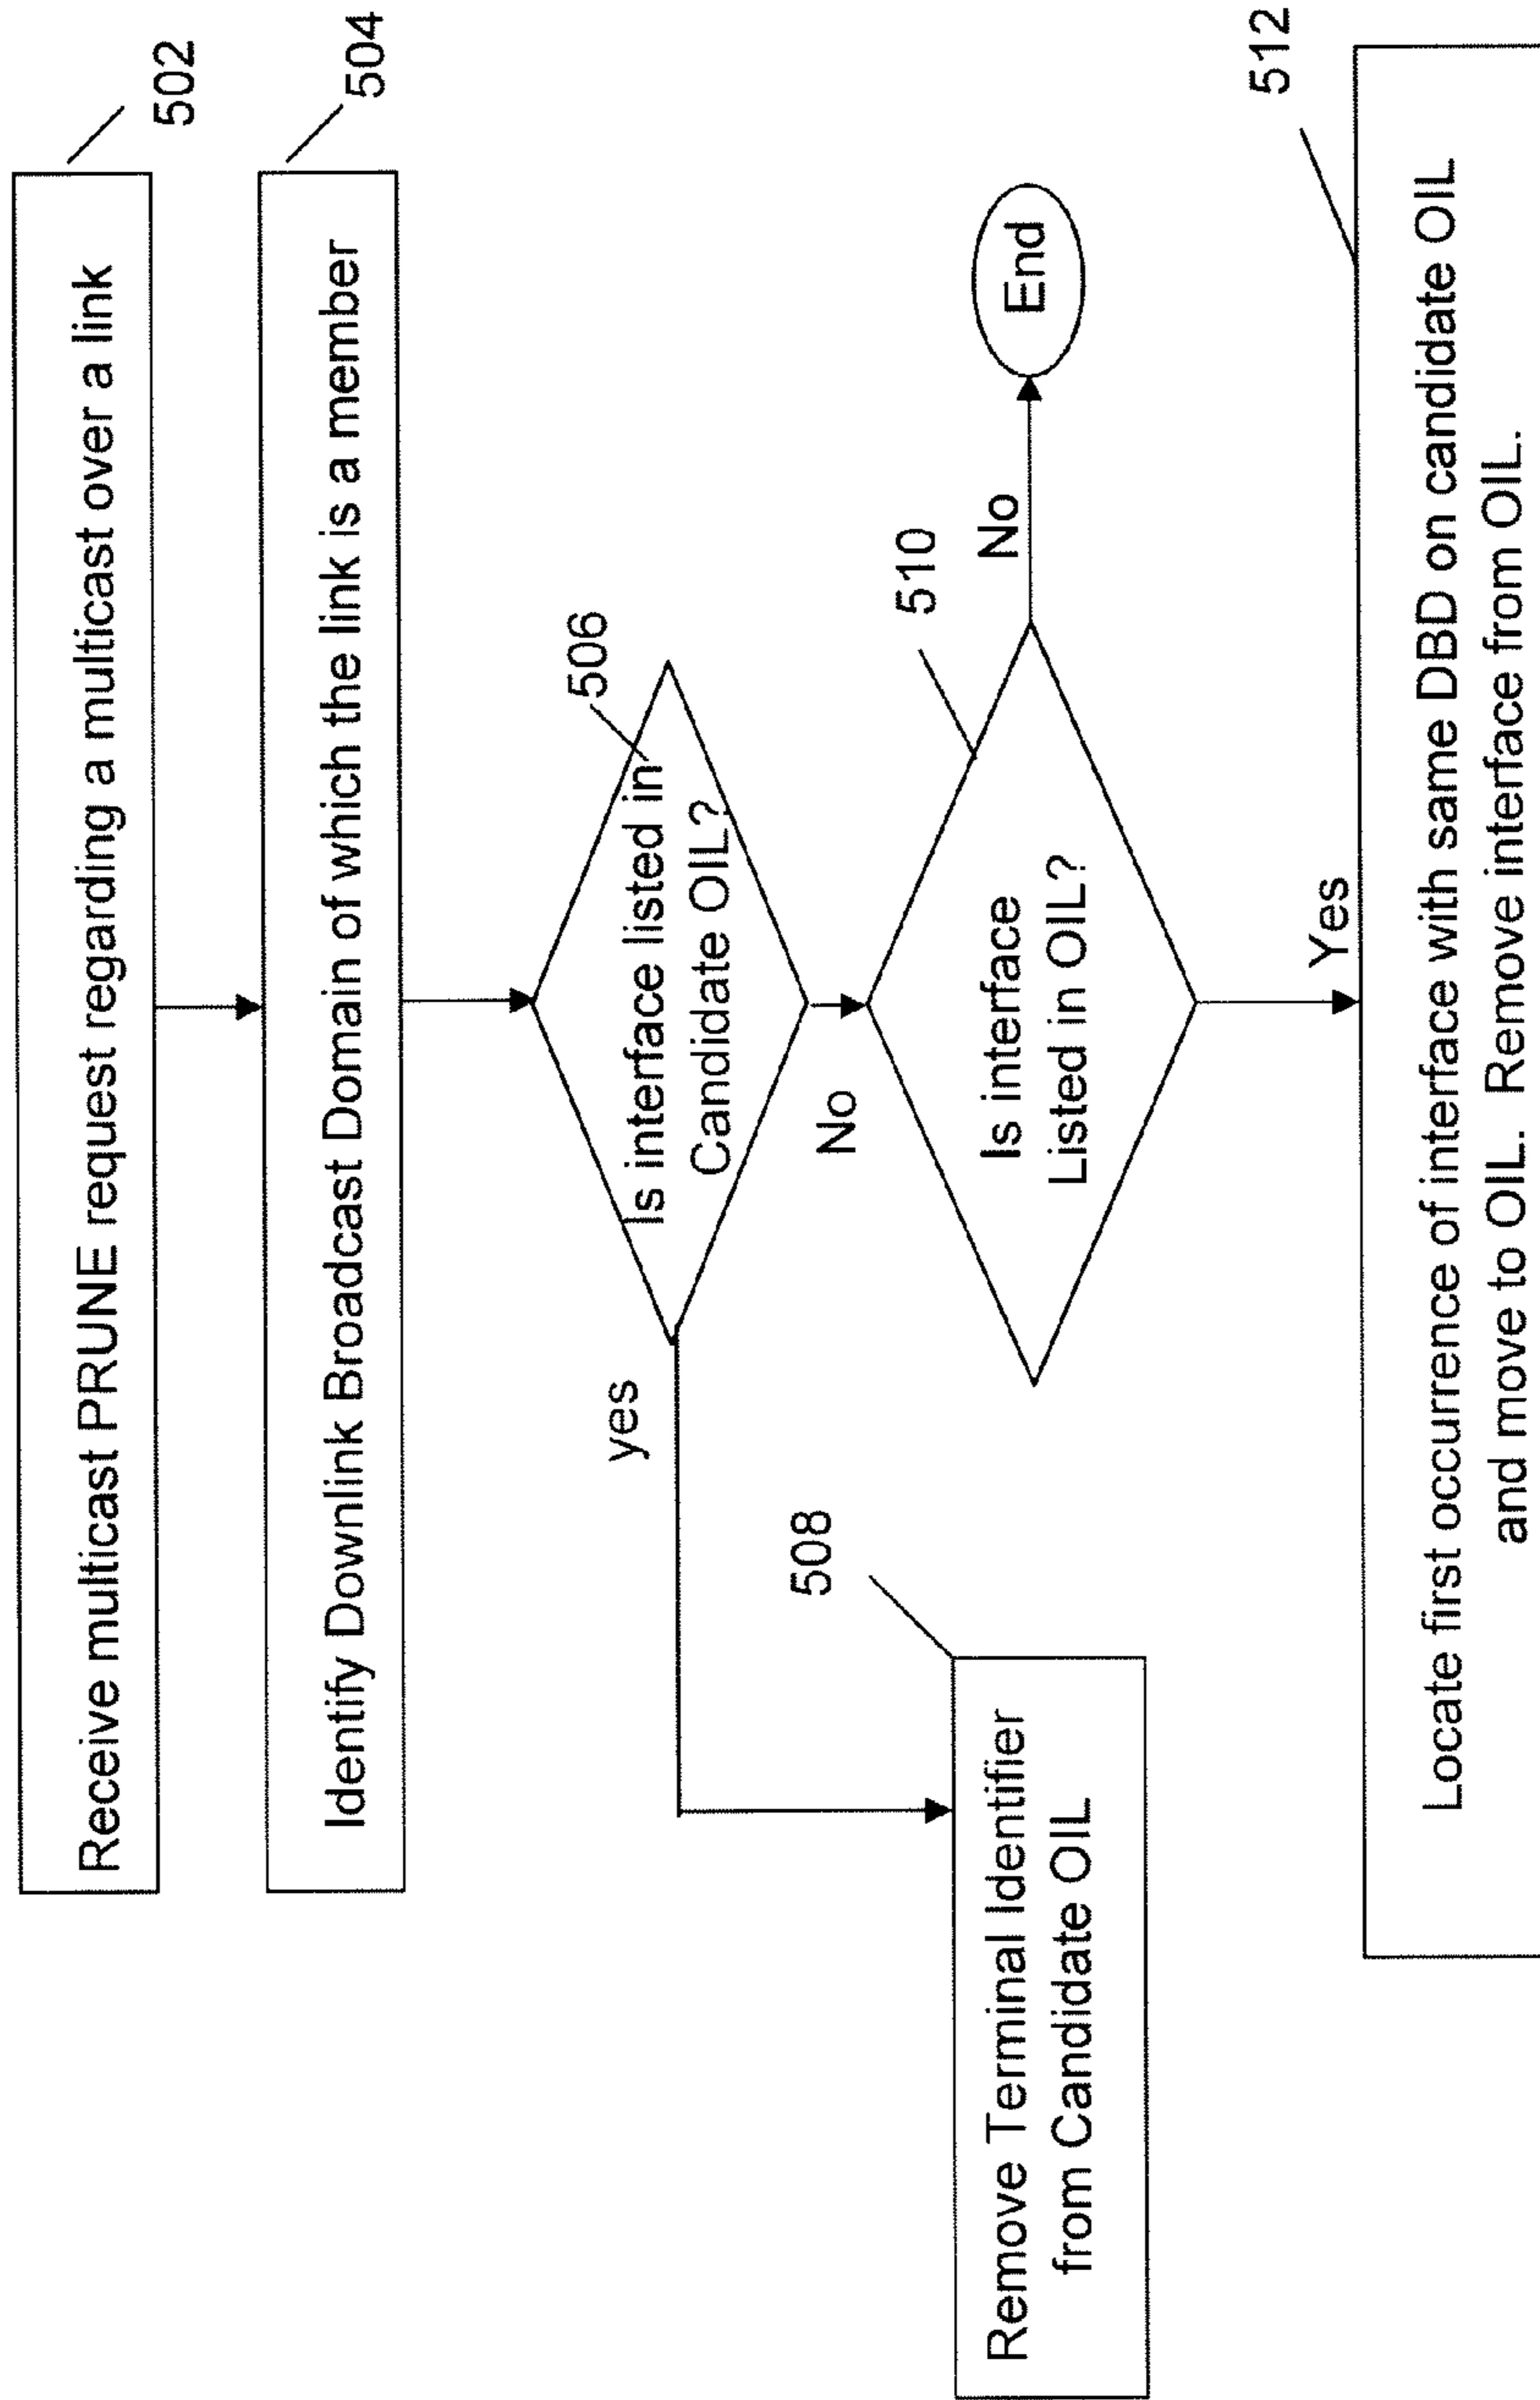 502
Receive multicast PRUNE request regarding a multicast over a link
504
Identify Downlink Broadcast Domain of which the link is a member
506
Is interface listed in
Candidate OIL?
yes
No
508
Remove Terminal Identifier
from Candidate OIL
510
Is interface
Listed in OIL?
No
End
Yes
512
Locate first occurrence of interface with same DBD on candidate OIL
and move to OIL. Remove interface from OIL.